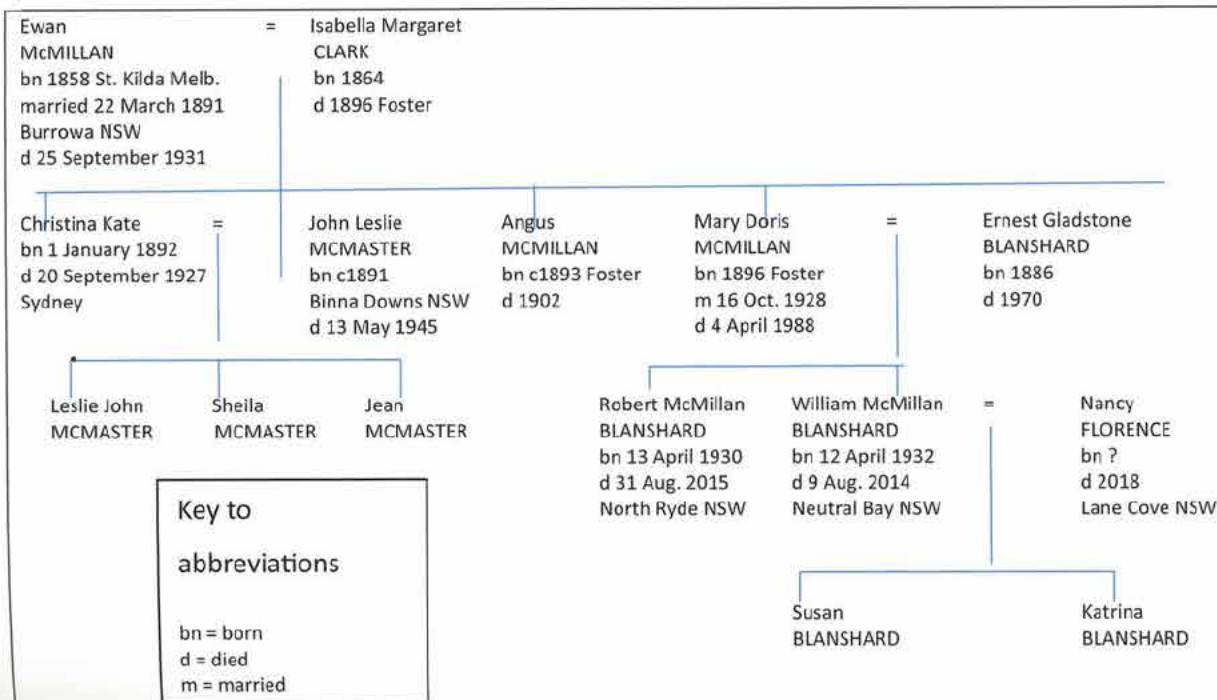 Ewan
McMILLAN
bn 1858 St. Kilda Melb.
married 22 March 1891
Burrowa NSW
d 25 September 1931
=
Isabella Margaret
CLARK
bn 1864
d 1896 Foster
Christina Kate
bn 1 January 1892
d 20 September 1927
Sydney
=
John Leslie
MCMASTER
bn c1891
Binna Downs NSW
d 13 May 1945
Angus
MCMILLAN
bn c1893 Foster
d 1902
Mary Doris
MCMILLAN
bn 1896 Foster
m 16 Oct. 1928
d 4 April 1988
=
Ernest Gladstone
BLANSHARD
bn 1886
d 1970
Leslie John
MCMASTER
Sheila
MCMASTER
Jean
MCMASTER
Robert McMillan
BLANSHARD
bn 13 April 1930
d 31 Aug. 2015
North Ryde NSW
William McMillan
BLANSHARD
bn 12 April 1932
d 9 Aug. 2014
Neutral Bay NSW
=
Nancy
FLORENCE
bn ?
d 2018
Lane Cove NSW
Susan
BLANSHARD
Katrina
BLANSHARD
Key to
abbreviations
bn = born
d = died
m = married